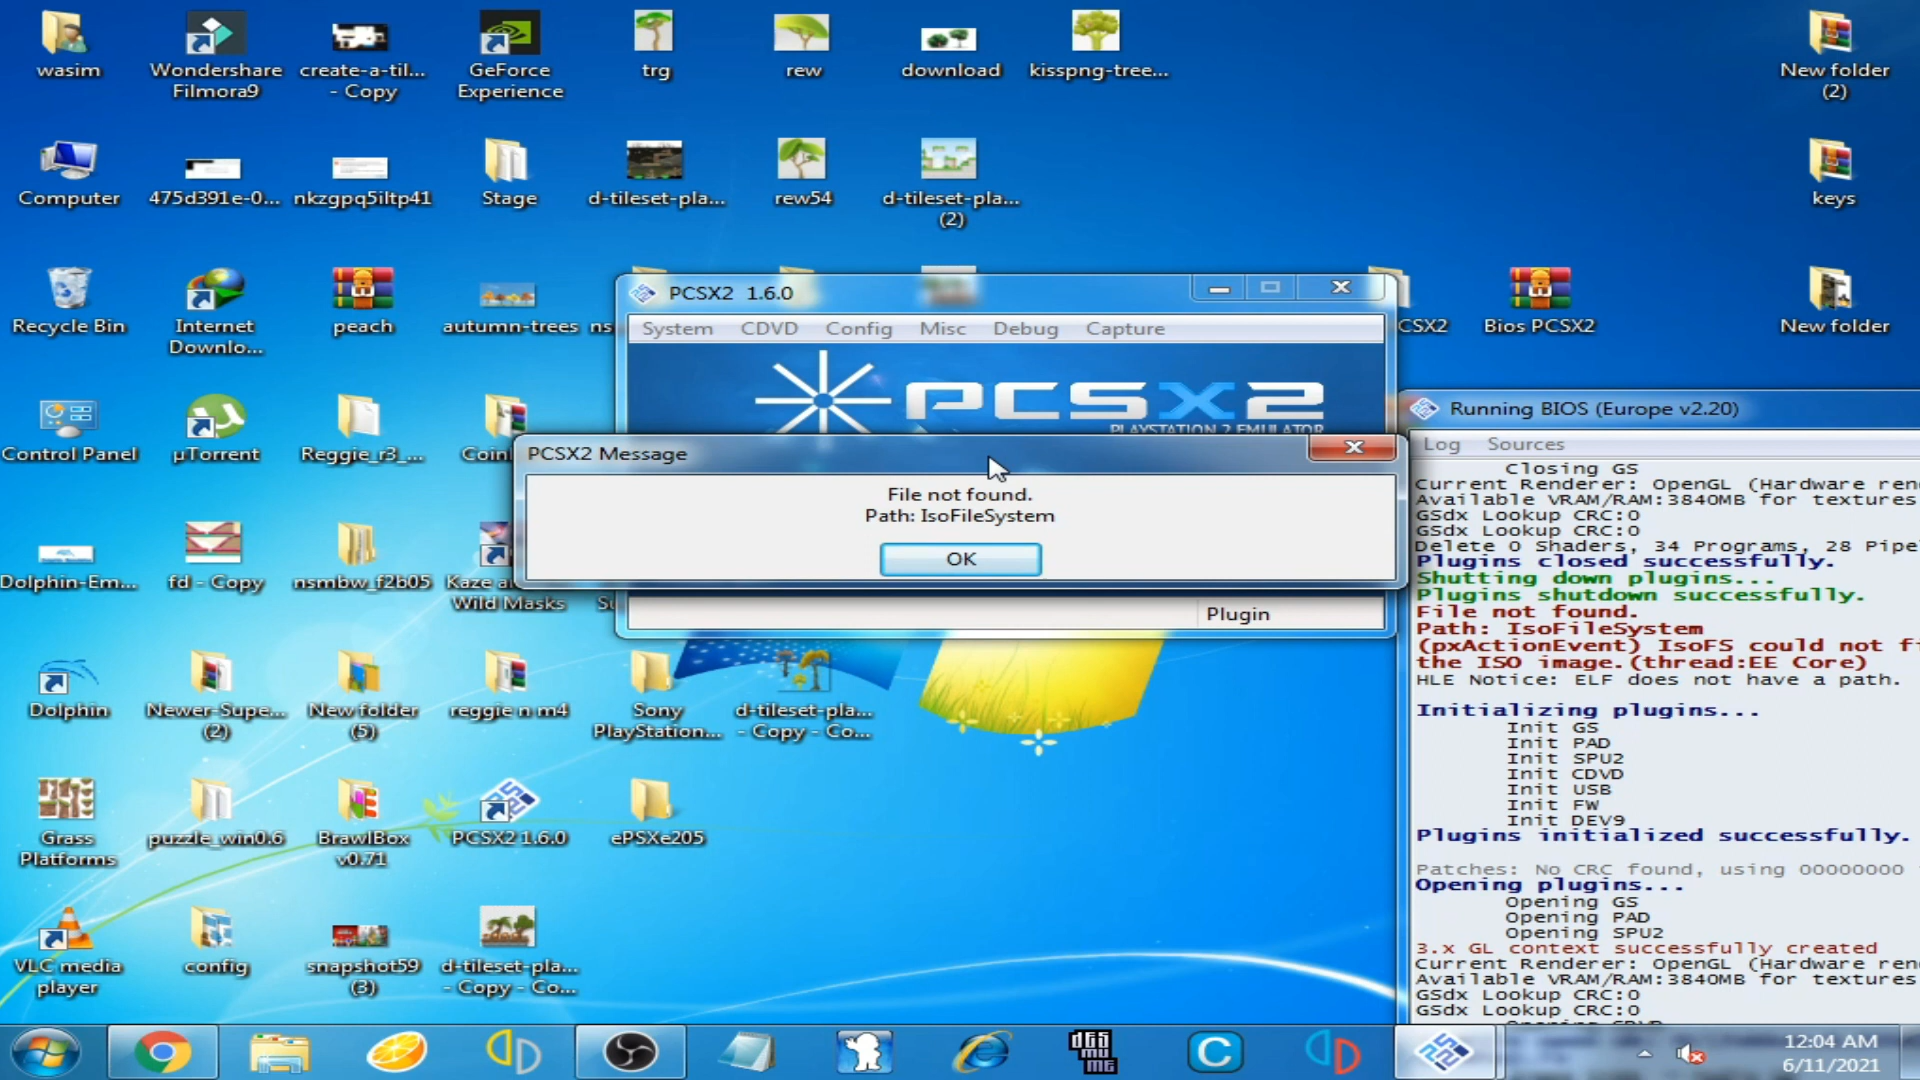 wasim
Wondershare
Filmora9
create-a-til...
- Copy
GeForce
Experience
trg
rew
download
kisspng-tree...
New folder
(2)
Computer
475d391e-0...
nkzgpq5iltp41
Stage
d-tileset-pla...
rew54
d-tileset-pla...
(2)
keys
Recycle Bin
Internet
Downlo...
peach
autumn-trees
ns
CSX2
Bios PCSX2
New folder
PCSX2 1.6.0
System CDVD Config Misc Debug Capture
PCSX2
PLAYSTATION 2 EMULATOR
Control Panel
µTorrent
Reggie_r3_...
Coin
PCSX2 Message
File not found.
Path: IsoFileSystem
OK
Plugin
Running BIOS (Europe v2.20)
Log Sources
Closing GS
Current Renderer: OpenGL (Hardware ren
Available VRAM/RAM:3840MB for textures
GSdx Lookup CRC:0
GSdx Lookup CRC:0
Delete 0 Shaders, 34 Programs, 28 Pipe
Plugins closed successfully.
Shutting down plugins...
Plugins shutdown successfully.
File not found.
Path: IsoFileSystem
(pxActionEvent) IsoFS could not fi
the ISO image.(thread:EE Core)
HLE Notice: ELF does not have a path.
Initializing plugins...
Init GS
Init PAD
Init SPU2
Init CDVD
Init USB
Init FW
Init DEV9
Plugins initialized successfully.
Patches: No CRC found, using 00000000
Opening plugins...
Opening GS
Opening PAD
Opening SPU2
3.x GL context successfully created
Current Renderer: OpenGL (Hardware ren
Available VRAM/RAM:3840MB for textures
GSdx Lookup CRC:0
GSdx Lookup CRC:0
Dolphin-Em...
fd - Copy
nsmbw_f2b05
Kaze a
Wild Masks
Su
Dolphin
Newer-Supe...
(2)
New folder
(5)
reggie n m4
Sony
PlayStation...
d-tileset-pla...
- Copy - Co...
Grass
Platforms
puzzle_win0.6
BrawlBox
v0.71
PCSX2 1.6.0
ePSXe205
VLC media
player
config
snapshot59
(3)
d-tileset-pla...
- Copy - Co...
12:04 AM
6/11/2021